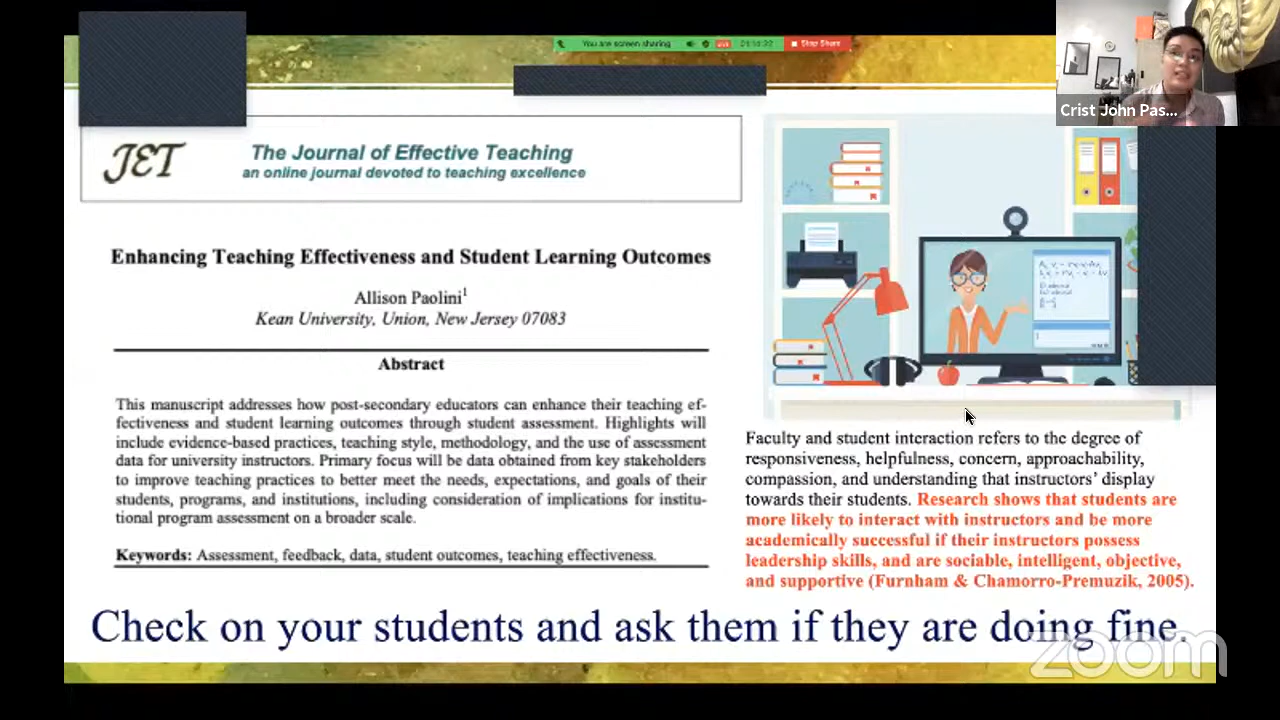 You are screen sharing
Stop Share
Crist John Pas...
JET
The Journal of Effective Teaching
an online journal devoted to teaching excellence
Enhancing Teaching Effectiveness and Student Learning Outcomes
Allison Paolini1
Kean University, Union, New Jersey 07083
Abstract
This manuscript addresses how post-secondary educators can enhance their teaching ef-
fectiveness and student learning outcomes through student assessment. Highlights will
include evidence-based practices, teaching style, methodology, and the use of assessment
data for university instructors. Primary focus will be data obtained from key stakeholders
to improve teaching practices to better meet the needs, expectations, and goals of their
students, programs, and institutions, including consideration of implications for institu-
tional program assessment on a broader scale.
Keywords: Assessment, feedback, data, student outcomes, teaching effectiveness.
Faculty and student interaction refers to the degree of
responsiveness, helpfulness, concern, approachability,
compassion, and understanding that instructors' display
towards their students. Research shows that students are
more likely to interact with instructors and be more
academically successful if their instructors possess
leadership skills, and are sociable, intelligent, objective,
and supportive (Furnham & Chamorro-Premuzik, 2005).
Check on your students and ask them if they are doing fine.
zoom